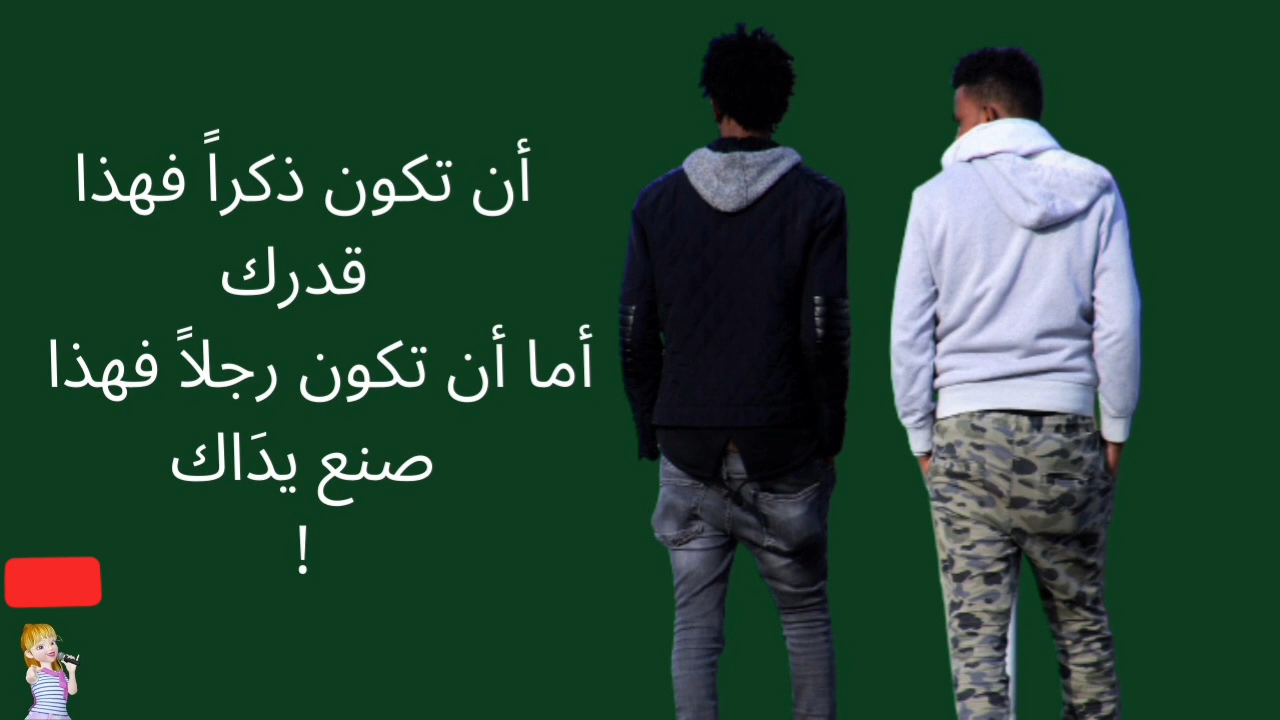 أن تكون ذكراً فهذا
قدرك
أما أن تكون رجلاً فهذا
صنع يدَاك
!